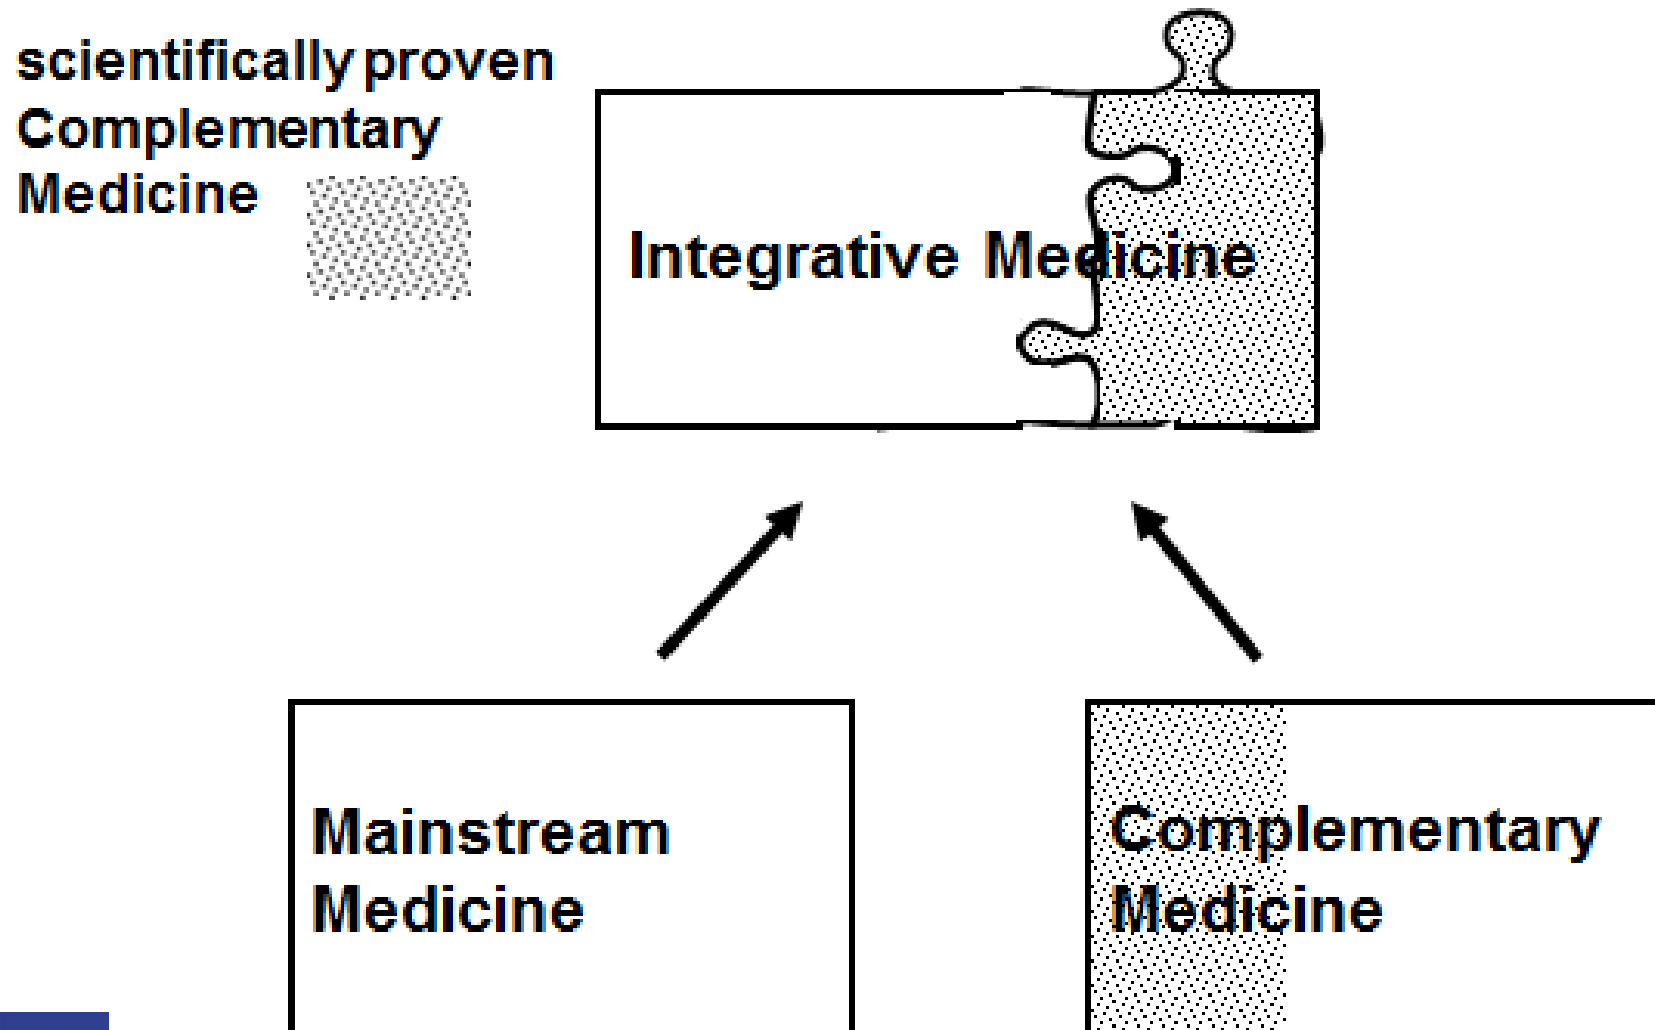 scientifically proven
Complementary
Medicine
Integrative Medicine
Mainstream
Medicine
Complementary
Medicine